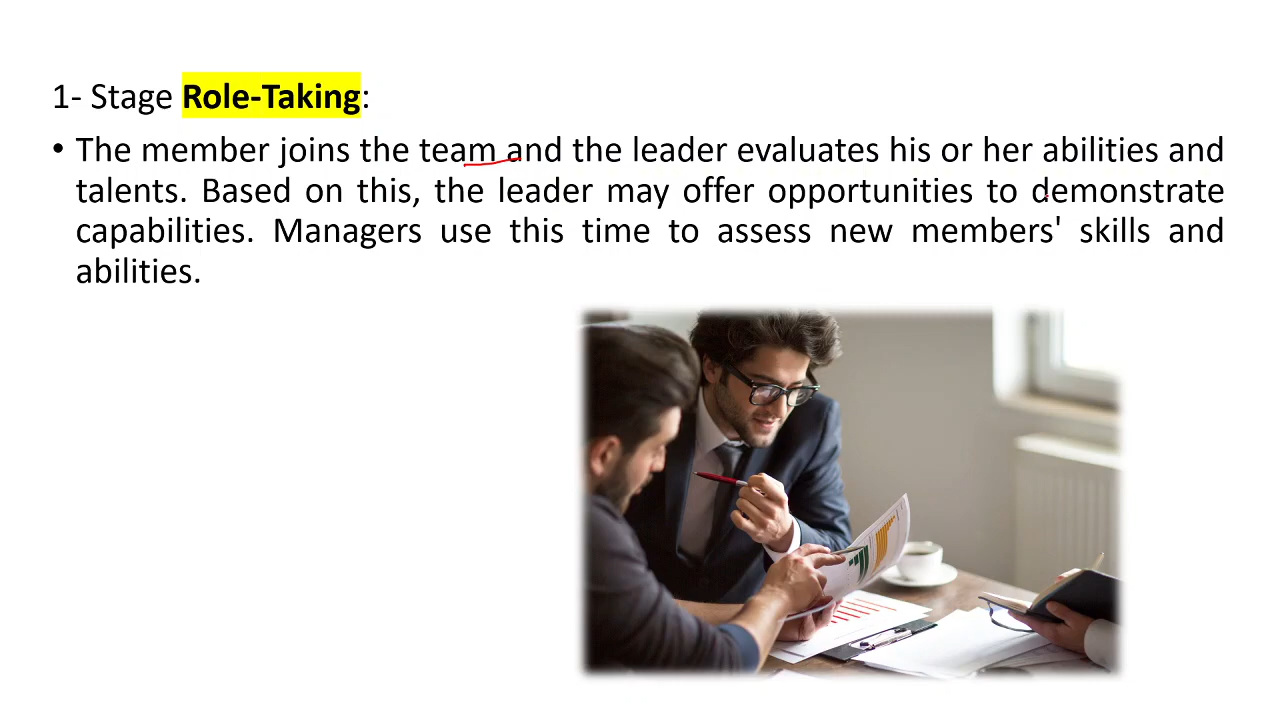 1- Stage Role-Taking:
• The member joins the team and the leader evaluates his or her abilities and
talents. Based on this, the leader may offer opportunities to demonstrate
capabilities. Managers use this time to assess new members' skills and
abilities.